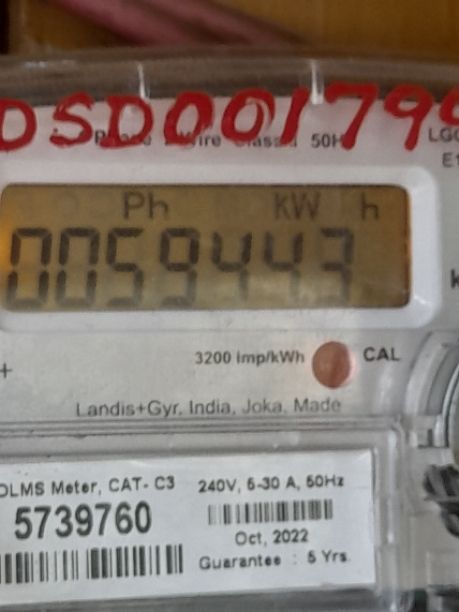 DSD00179
Wire 50H
Ph kW h
0059443
3200 imp/kWh CAL
Landis+Gyr, India, Joka, Made
DLMS Meter, CAT- C3 240V, 5-30 A, 50Hz
5739760
Oct, 2022
Guarantee : 5 Yrs.